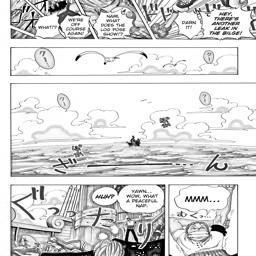 HEY,
THERE'S
ANOTHER
LEAK IN
THE BILGE!
DARN
IT!
NAMI,
WHAT
DOES THE
LOG POSE
SHOW!?
WE'RE
OFF
COURSE
AGAIN!
WHAT!?
?
?
?
MMM...
YAWN...
WOW, WHAT
A PEACEFUL
NAP.
HUH?